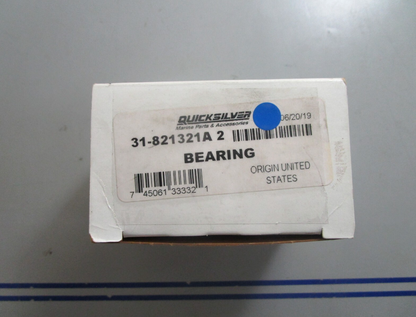 QUICKSILVER
Marine Parts & Accessories
06/20/19
31-821321A 2
BEARING
ORIGIN UNITED
STATES
7 45061 33332 1